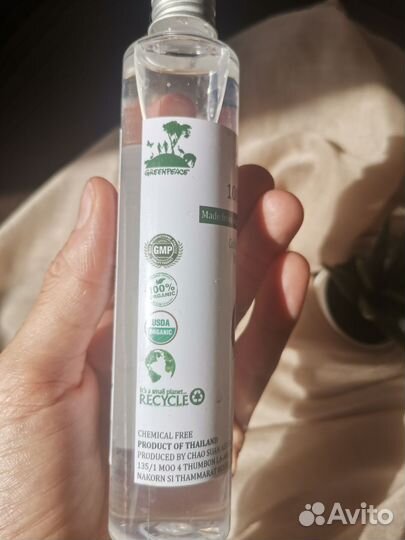 GREENPEACE
10
Made
GMP
100%
ORGANIC
USDA
ORGANIC
It's a small planet...
RECYCLE
CHEMICAL FREE
PRODUCT OF THAILAND
PRODUCED BY CHAO SUAN
135/1 MOO 4 THUMBON
NAKORN SI THAMMARAT
Avito